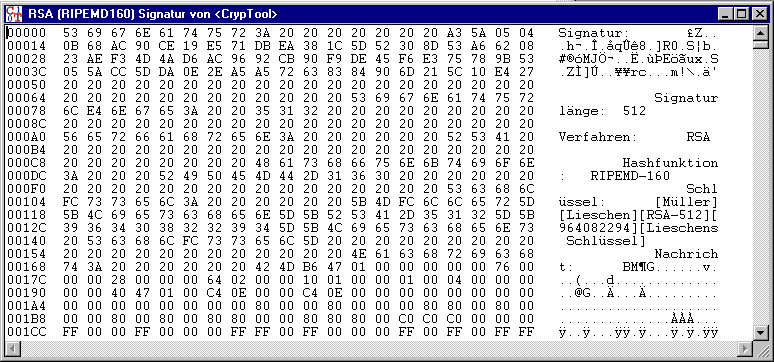 RSA (RIPEMD160) Signatur von <CrypTool>
00000 53 69 67 6E 61 74 75 72 3A 20 20 20 20 20 20 20 A3 5A 05 04 Signatur: £Z..
00014 0B 68 AC 90 CE 19 E5 71 DB EA 38 1C 5D 52 30 8D 53 A6 62 08 .h¬.Î.åqÛê8.]R0.S¦b.
00028 23 AE F3 4D 4A D6 AC 96 92 CB 90 F9 DE 45 F6 E3 75 78 9B 53 #®óMJÖ¬..Ë.ùÞEöãux.S
0003C 05 5A CC 5D DA 0E 2E A5 A5 72 63 83 84 90 6D 21 5C 10 E4 27 .ZÌ]Ú..¥¥rc...m!\.ä'
00050 20 20 20 20 20 20 20 20 20 20 20 20 20 20 20 20 20 20 20 20
00064 20 20 20 20 20 20 20 20 20 20 20 20 53 69 67 6E 61 74 75 72 Signatur
00078 6C E4 6E 67 65 3A 20 20 35 31 32 20 20 20 20 20 20 20 20 20 länge: 512
0008C 20 20 20 20 20 20 20 20 20 20 20 20 20 20 20 20 20 20 20 20
000A0 56 65 72 66 61 68 72 65 6E 3A 20 20 20 20 20 20 52 53 41 20 Verfahren: RSA
000B4 20 20 20 20 20 20 20 20 20 20 20 20 20 20 20 20 20 20 20 20
000C8 20 20 20 20 20 20 20 20 48 61 73 68 66 75 6E 6B 74 69 6F 6E Hashfunktion
000DC 3A 20 20 20 52 49 50 45 4D 44 2D 31 36 30 20 20 20 20 20 20 : RIPEMD-160
000F0 20 20 20 20 20 20 20 20 20 20 20 20 20 20 20 20 53 63 68 6C Schl
00104 FC 73 73 65 6C 3A 20 20 20 20 20 20 5B 4D FC 6C 6C 65 72 5D üssel: [Müller]
00118 5B 4C 69 65 73 63 68 65 6E 5D 5B 52 53 41 2D 35 31 32 5D 5B [Lieschen][RSA-512][
0012C 39 36 34 30 38 32 32 39 34 5D 5B 4C 69 65 73 63 68 65 6E 73 964082294][Lieschens
00140 20 53 63 68 6C FC 73 73 65 6C 5D 20 20 20 20 20 20 20 20 20 Schlüssel]
00154 20 20 20 20 20 20 20 20 20 20 20 20 4E 61 63 68 72 69 63 68 Nachricht
00168 74 3A 20 20 20 20 20 20 42 4D B6 47 01 00 00 00 00 00 76 00 t: BM¶G.......v.
0017C 00 00 28 00 00 00 64 02 00 00 10 01 00 00 01 00 04 00 00 00 ..(...d.............
00190 00 00 40 47 01 00 C4 0E 00 00 C4 0E 00 00 00 00 00 00 00 00 ..@G..Ä...Ä.........
001A4 00 00 00 00 00 00 00 00 80 00 00 80 00 00 00 80 80 00 80 00 ....................
001B8 00 00 80 00 80 00 80 80 00 00 80 80 80 00 C0 C0 C0 00 00 00 ..............ÀÀÀ...
001CC FF 00 00 FF 00 00 00 FF FF 00 FF 00 00 00 FF 00 FF 00 FF FF ÿ..ÿ...ÿÿ.ÿ...ÿ.ÿ.ÿÿ